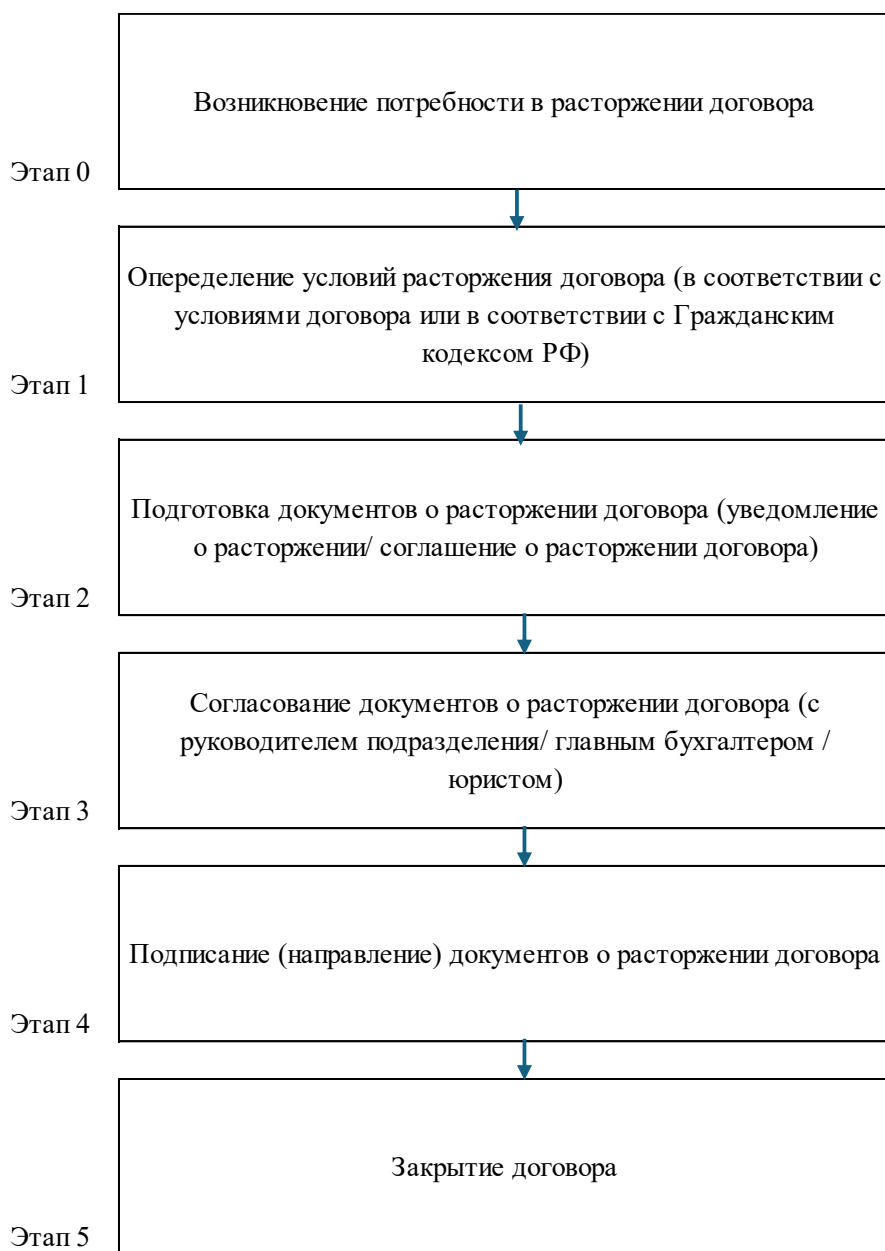 Возникновение потребности в расторжении договора
Этап 0
Опеределение условий расторжения договора (в соответствии с
условиями договора или в соответствии с Гражданским
кодексом РФ)
Этап 1
Подготовка документов о расторжении договора (уведомление
о расторжении/ соглашение о расторжении договора)
Этап 2
Согласование документов о расторжении договора (с
руководителем подразделения/ главным бухгалтером /
юристом)
Этап 3
Подписание (направление) документов о расторжении договора
Этап 4
Закрытие договора
Этап 5